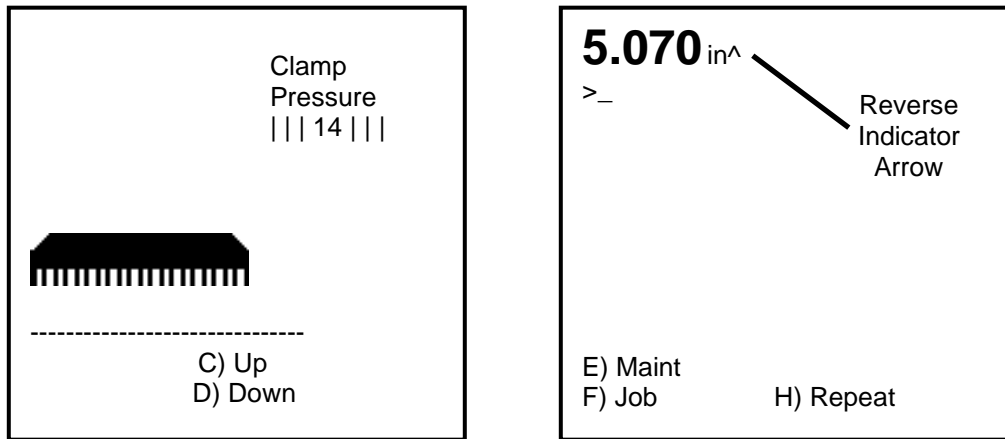 Clamp
Pressure
| | | 14 | | |
-------------------------------
C) Up
D) Down
5.070 in^
>_
Reverse
Indicator
Arrow
E) Maint
F) Job H) Repeat